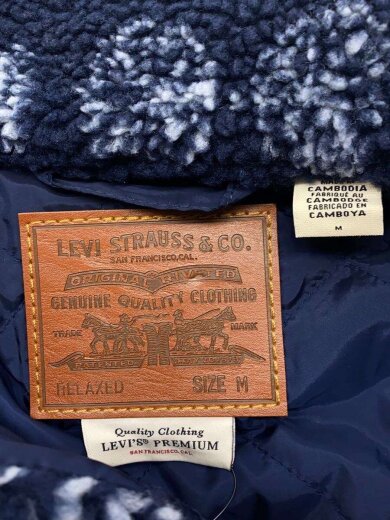 CAMBODIA
FABRIQUÉ AU
CAMBODGE
FABRICADO EN
CAMBOYA
M
LEVI STRAUSS & CO.
SAN FRANCISCO, CAL.
ORIGINAL RIVETED
GENUINE QUALITY CLOTHING
TRADE MARK
PATENTED
RELAXED SIZE M
Quality Clothing
LEVI'S® PREMIUM
SAN FRANCISCO, CAL.